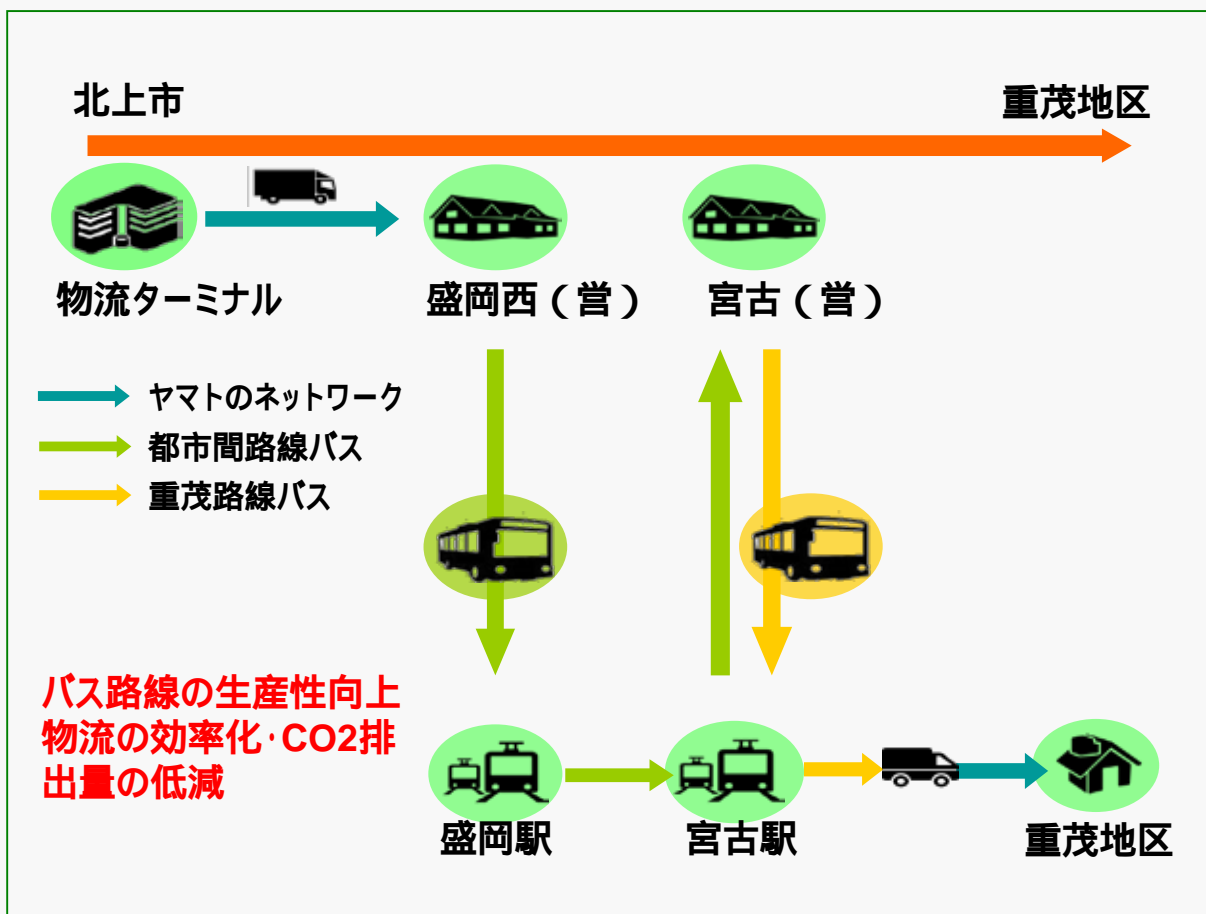 北上市
重茂地区
物流ターミナル
盛岡西(営)
宮古(営)
ヤマトのネットワーク
都市間路線バス
重茂路線バス
バス路線の生産性向上
物流の効率化・CO2排
出量の低減
盛岡駅
宮古駅
重茂地区